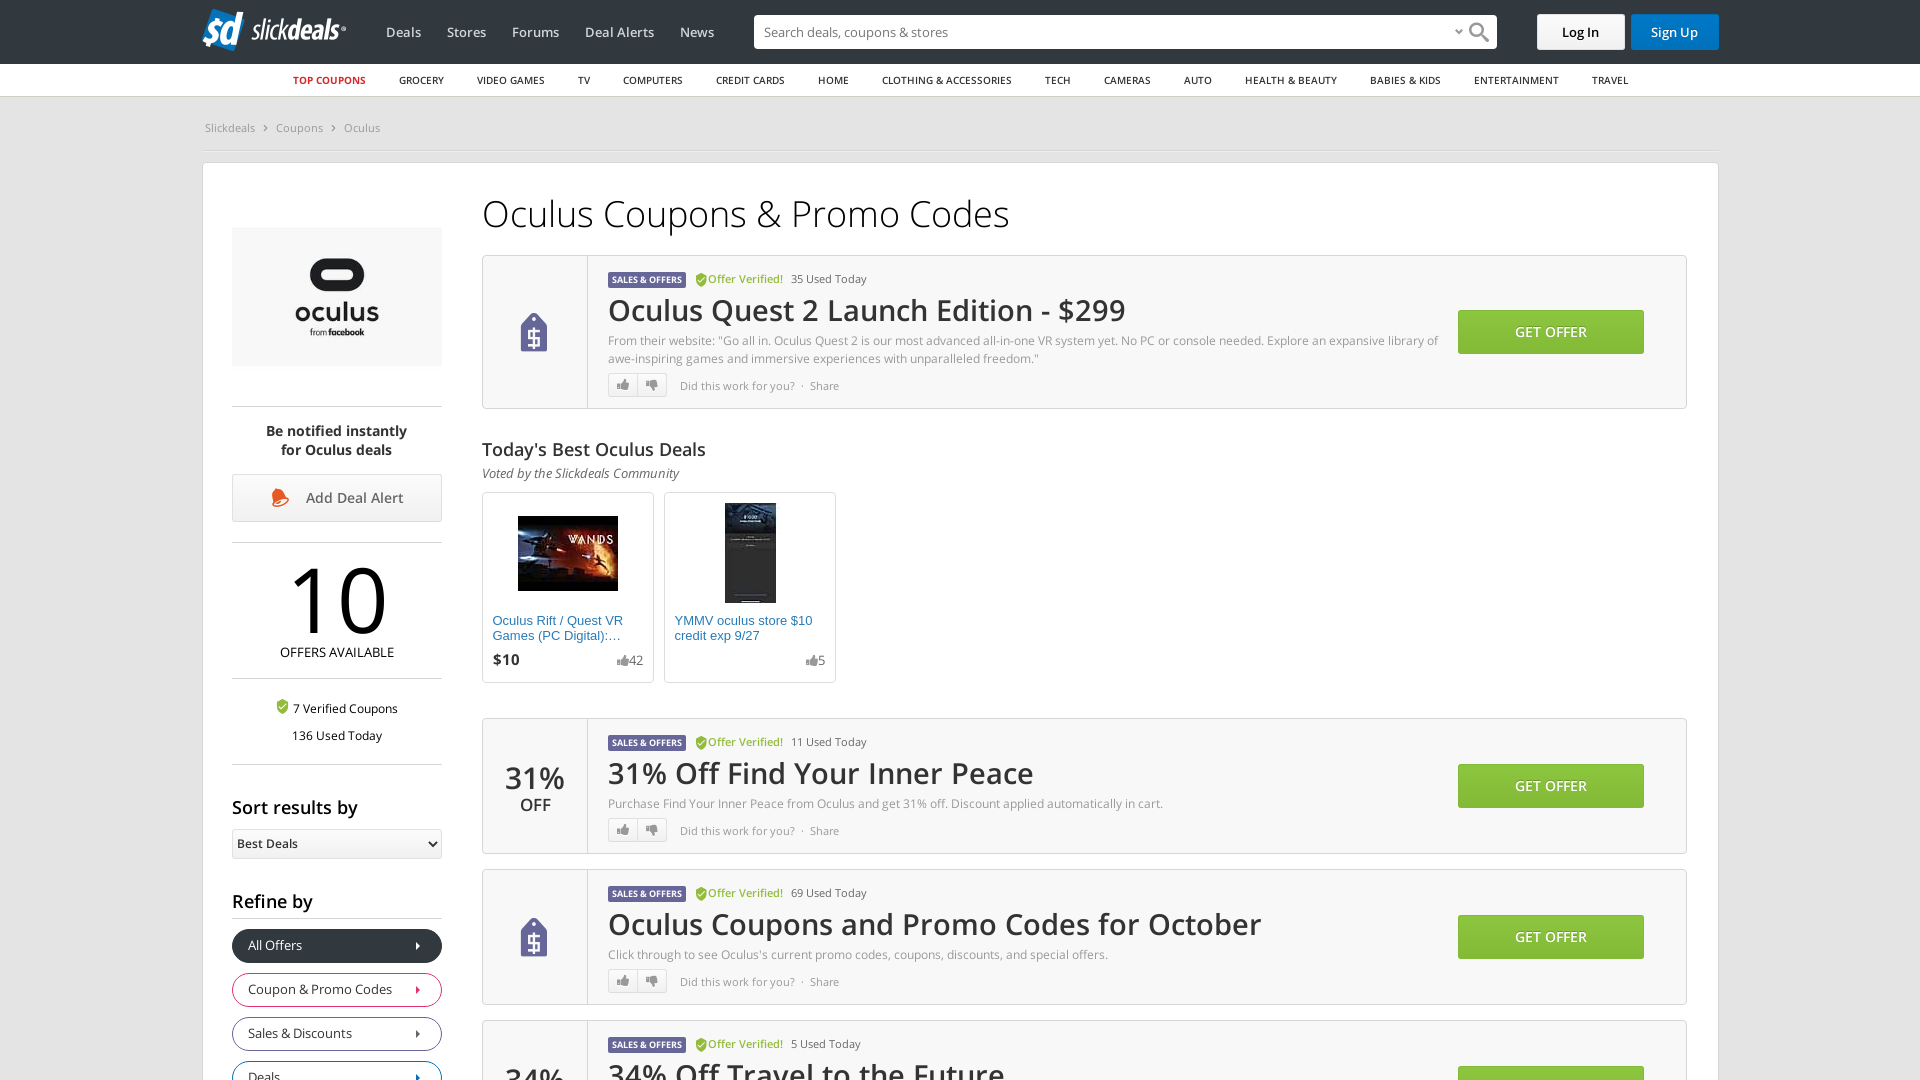 sd slickdeals
Deals
Stores
Forums
Deal Alerts
News
Search deals, coupons & stores
Log In
Sign Up
TOP COUPONS
GROCERY
VIDEO GAMES
TV
COMPUTERS
CREDIT CARDS
HOME
CLOTHING & ACCESSORIES
TECH
CAMERAS
AUTO
HEALTH & BEAUTY
BABIES & KIDS
ENTERTAINMENT
TRAVEL
Slickdeals > Coupons > Oculus
oculus
from facebook
Be notified instantly
for Oculus deals
Add Deal Alert
10
OFFERS AVAILABLE
7 Verified Coupons
136 Used Today
Sort results by
Best Deals
Refine by
All Offers
Coupon & Promo Codes
Sales & Discounts
Deals
Oculus Coupons & Promo Codes
SALES & OFFERS Offer Verified! 35 Used Today
Oculus Quest 2 Launch Edition - $299
From their website: "Go all in. Oculus Quest 2 is our most advanced all-in-one VR system yet. No PC or console needed. Explore an expansive library of
awe-inspiring games and immersive experiences with unparalleled freedom."
Did this work for you? · Share
GET OFFER
Today's Best Oculus Deals
Voted by the Slickdeals Community
WANDS
Oculus Rift / Quest VR
Games (PC Digital):…
$10 42
YMMV oculus store $10
credit exp 9/27
5
31%
OFF
SALES & OFFERS Offer Verified! 11 Used Today
31% Off Find Your Inner Peace
Purchase Find Your Inner Peace from Oculus and get 31% off. Discount applied automatically in cart.
Did this work for you? · Share
GET OFFER
SALES & OFFERS Offer Verified! 69 Used Today
Oculus Coupons and Promo Codes for October
Click through to see Oculus's current promo codes, coupons, discounts, and special offers.
Did this work for you? · Share
GET OFFER
34%
SALES & OFFERS Offer Verified! 5 Used Today
34% Off Travel to the Future